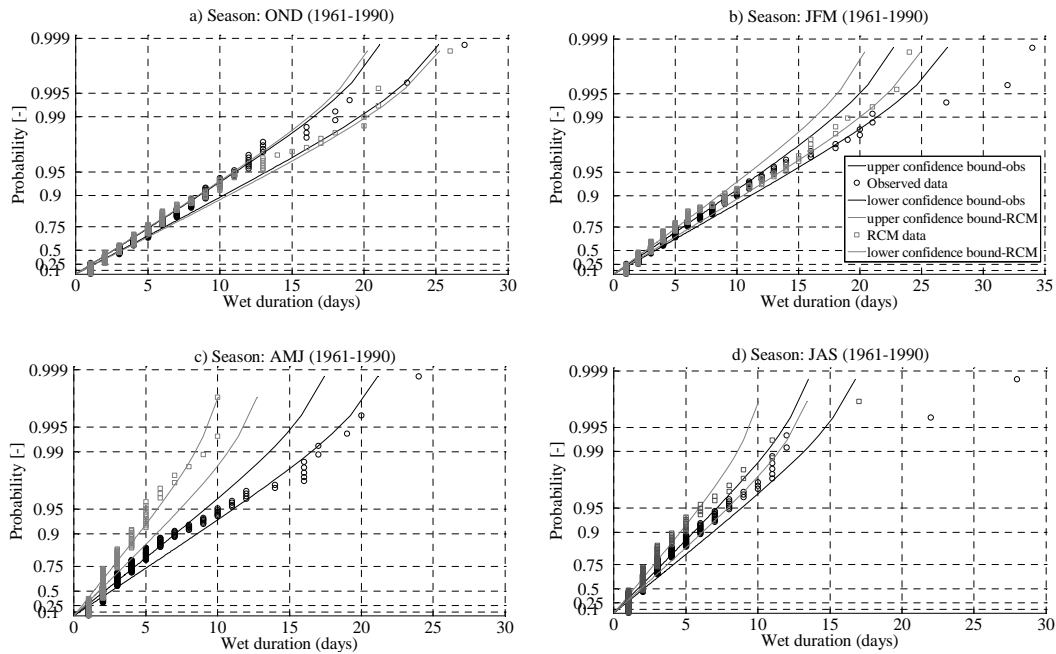 a) Season: OND (1961-1990)
0.999
0.995
0.99
0.95
0.9
0.75
0.5
0.25
0.1
Probability [-]
0 5 10 15 20 25 30
Wet duration (days)
b) Season: JFM (1961-1990)
0.999
0.995
0.99
0.95
0.9
0.75
0.5
0.25
0.1
Probability [-]
upper confidence bound-obs
Observed data
lower confidence bound-obs
upper confidence bound-RCM
RCM data
lower confidence bound-RCM
0 5 10 15 20 25 30 35
Wet duration (days)
c) Season: AMJ (1961-1990)
0.999
0.995
0.99
0.95
0.9
0.75
0.5
0.25
0.1
Probability [-]
0 5 10 15 20 25 30
Wet duration (days)
d) Season: JAS (1961-1990)
0.999
0.995
0.99
0.95
0.9
0.75
0.5
0.25
0.1
Probability [-]
0 5 10 15 20 25 30
Wet duration (days)